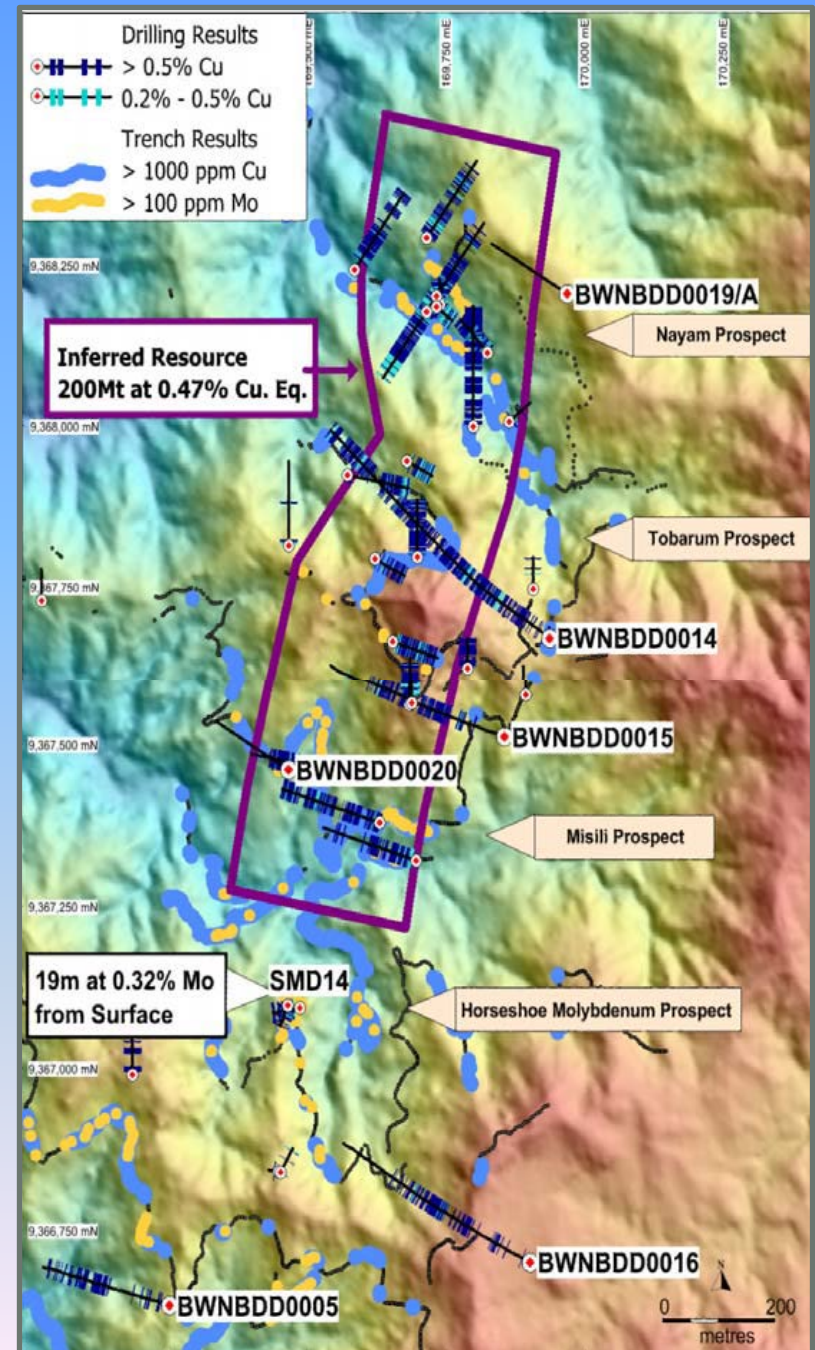 Drilling Results
> 0.5% Cu
0.2% - 0.5% Cu
Trench Results
> 1000 ppm Cu
> 100 ppm Mo
169,750 mE
170,000 mE
170,250 mE
9,368,250 mN
BWNBDD0019/A
Nayam Prospect
Inferred Resource
200Mt at 0.47% Cu. Eq.
9,368,000 mN
Tobarum Prospect
9,367,750 mN
BWNBDD0014
9,367,500 mN
BWNBDD0015
BWNBDD0020
Misili Prospect
9,367,250 mN
19m at 0.32% Mo
from Surface
SMD14
Horseshoe Molybdenum Prospect
9,367,000 mN
9,366,750 mN
BWNBDD0016
BWNBDD0005
N
0 200
metres